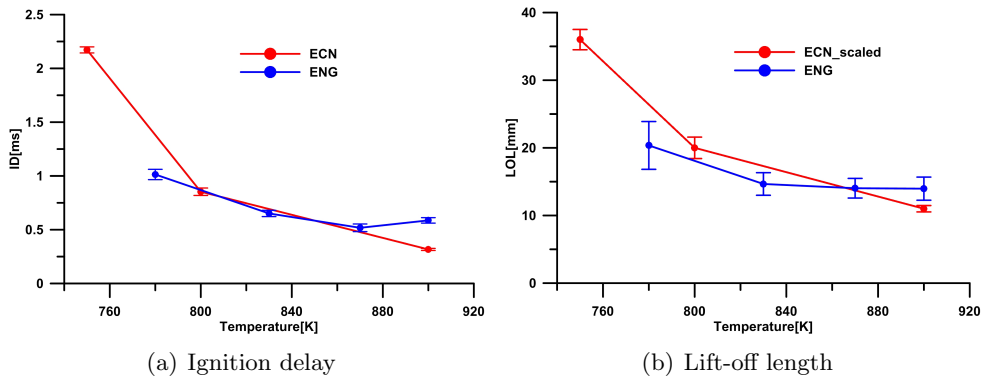 2.5
2
1.5
1
0.5
0
ID[ms]
ECN
ENG
760
800
840
880
920
Temperature[K]
(a) Ignition delay
40
30
20
10
0
LOL[mm]
ECN_scaled
ENG
760
800
840
880
920
Temperature[K]
(b) Lift-off length